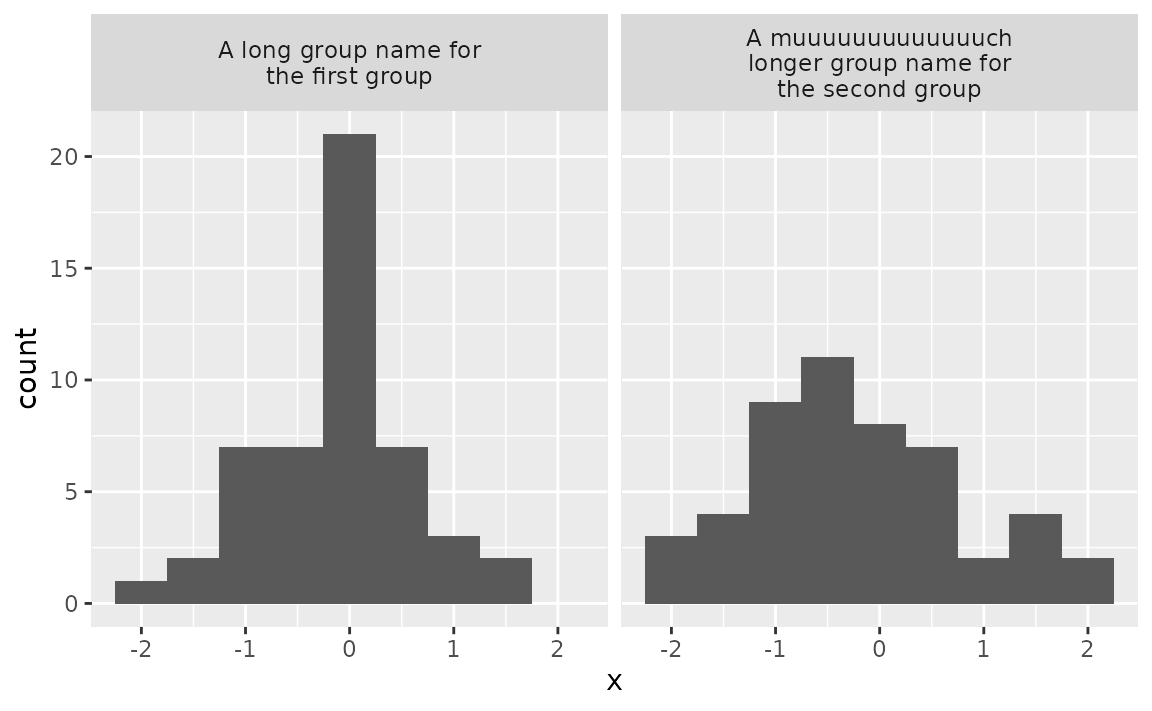 A long group name for
the first group
A muuuuuuuuuuuuuch
longer group name for
the second group
20
15
10
5
0
count
-2 -1 0 1 2
-2 -1 0 1 2
x